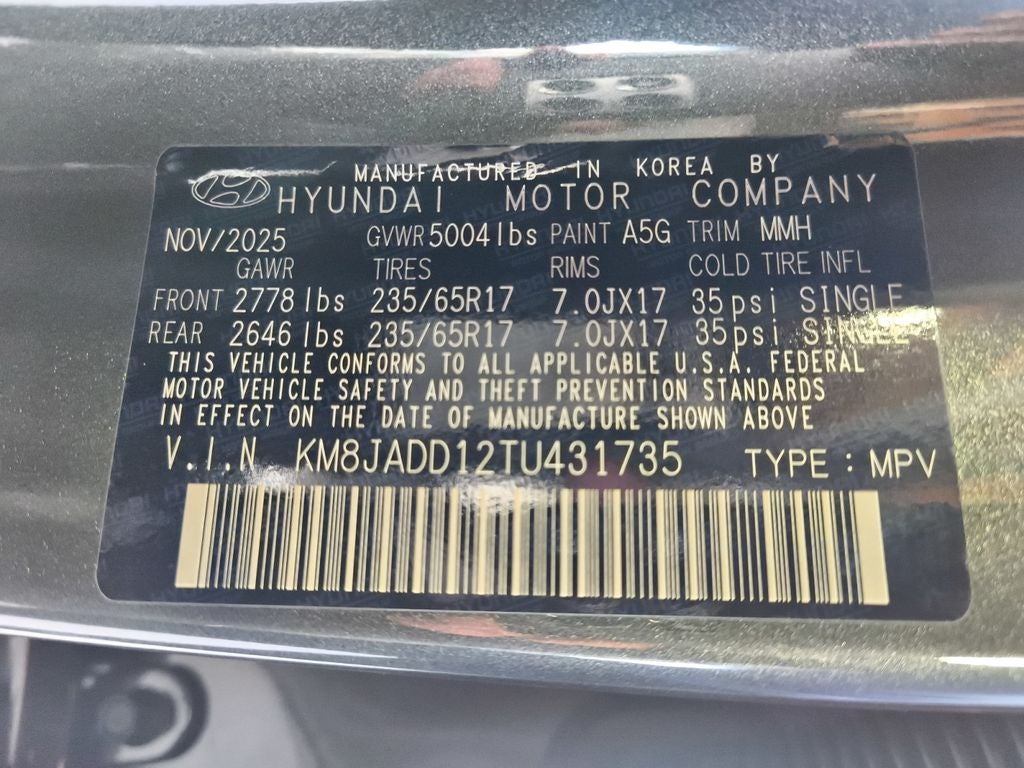 MANUFACTURED IN KOREA BY
HYUNDAI MOTOR COMPANY
NOV/2025 GVWR 5004lbs PAINT A5G TRIM MMH
GAWR TIRES RIMS COLD TIRE INFL
FRONT 2778 lbs 235/65R17 7.0JX17 35psi SINGLE
REAR 2646 lbs 235/65R17 7.0JX17 35psi SINGLE
THIS VEHICLE CONFORMS TO ALL APPLICABLE U.S.A. FEDERAL
MOTOR VEHICLE SAFETY AND THEFT PREVENTION STANDARDS
IN EFFECT ON THE DATE OF MANUFACTURE SHOWN ABOVE.
V.I.N KM8JADD12TU431735 TYPE : MPV